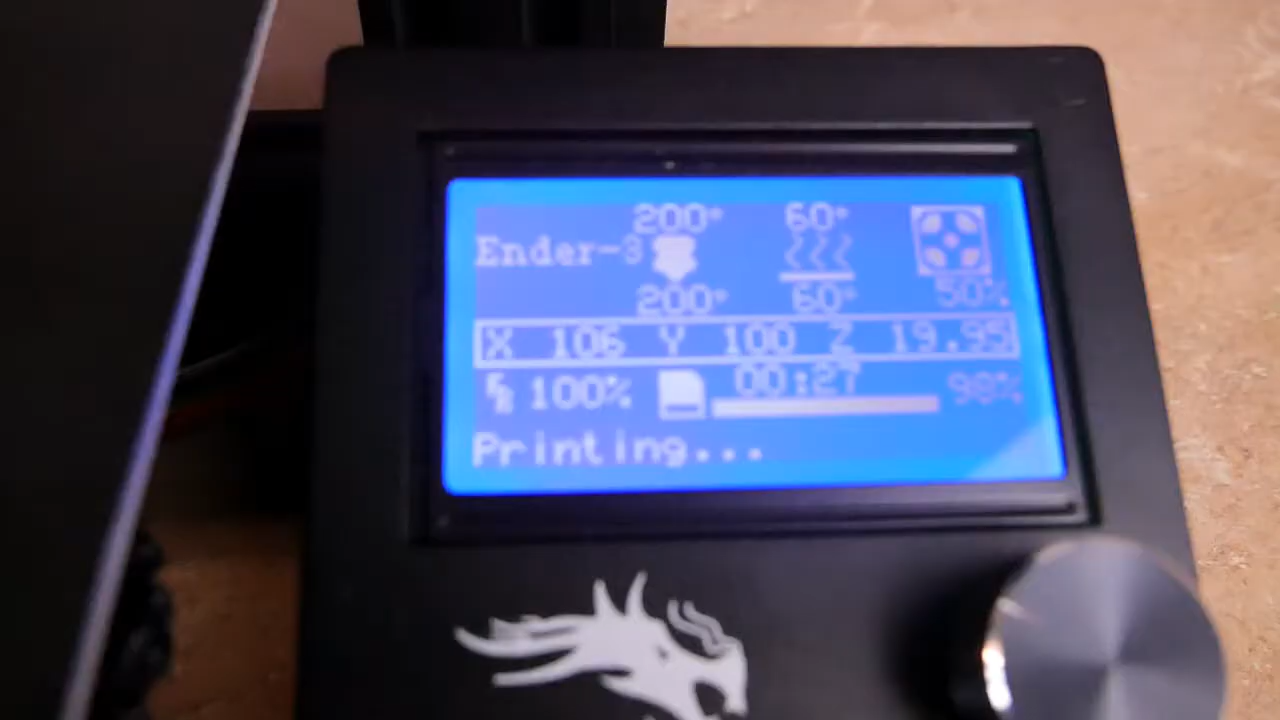 200° 60°
Ender-3
200° 60° 50%
X 106 Y 100 Z 19.95
100% 00:27 98%
Printing...